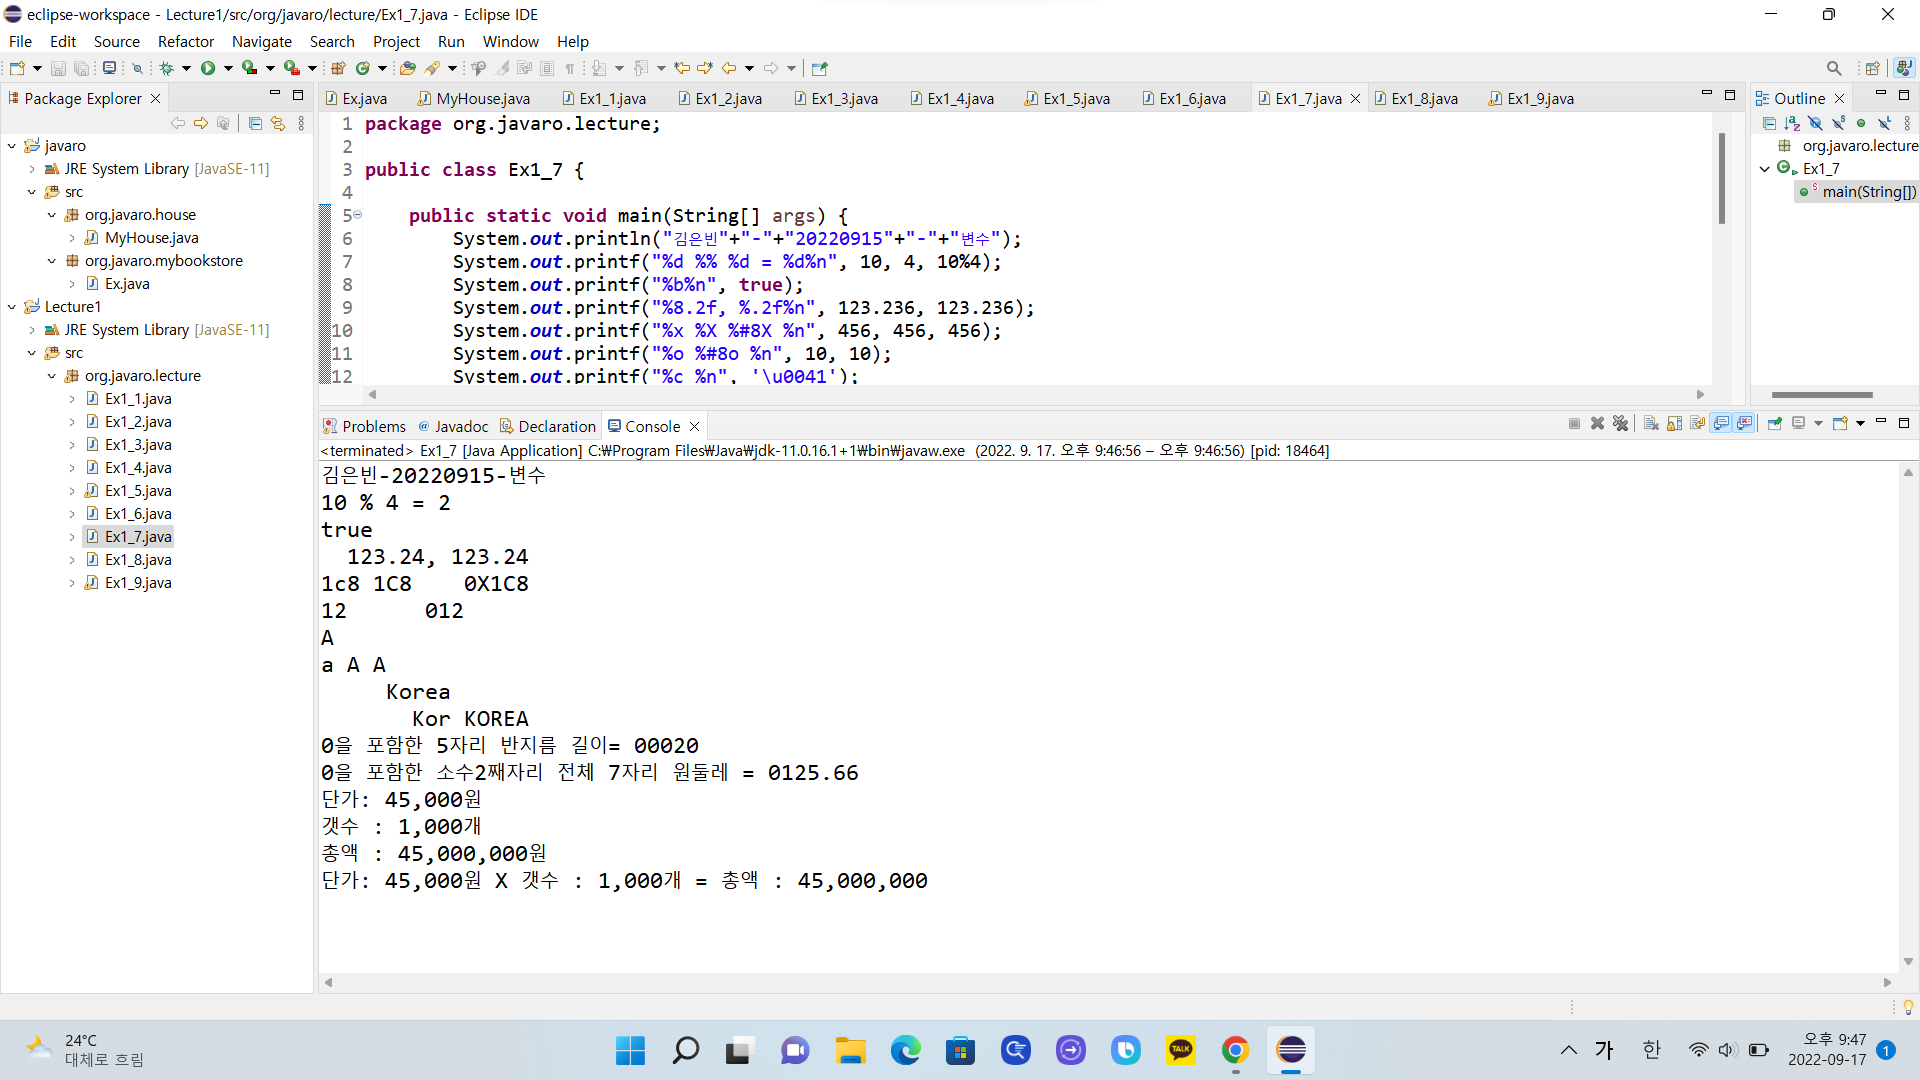 eclipse-workspace - Lecture1/src/org/javaro/lecture/Ex1_7.java - Eclipse IDE
File Edit Source Refactor Navigate Search Project Run Window Help
Package Explorer
javaro
JRE System Library [JavaSE-11]
src
org.javaro.house
MyHouse.java
org.javaro.mybookstore
Ex.java
Lecture1
JRE System Library [JavaSE-11]
src
org.javaro.lecture
Ex1_1.java
Ex1_2.java
Ex1_3.java
Ex1_4.java
Ex1_5.java
Ex1_6.java
Ex1_7.java
Ex1_8.java
Ex1_9.java
Ex.java MyHouse.java Ex1_1.java Ex1_2.java Ex1_3.java Ex1_4.java Ex1_5.java Ex1_6.java Ex1_7.java Ex1_8.java Ex1_9.java
1 package org.javaro.lecture;
2
3 public class Ex1_7 {
4
5 public static void main(String[] args) {
6 System.out.println("김은빈"+"-"+"20220915"+"-"+"변수");
7 System.out.printf("%d %% %d = %d%n", 10, 4, 10%4);
8 System.out.printf("%b%n", true);
9 System.out.printf("%8.2f, %.2f%n", 123.236, 123.236);
10 System.out.printf("%x %X %#8X %n", 456, 456, 456);
11 System.out.printf("%o %#8o %n", 10, 10);
12 System.out.printf("%c %n", '\u0041');
Outline
org.javaro.lecture
Ex1_7
main(String[])
Problems @ Javadoc Declaration Console
<terminated> Ex1_7 [Java Application] C:₩Program Files₩Java₩jdk-11.0.16.1+1₩bin₩javaw.exe (2022. 9. 17. 오후 9:46:56 – 오후 9:46:56) [pid: 18464]
김은빈-20220915-변수
10 % 4 = 2
true
  123.24, 123.24
1c8 1C8    0X1C8
12      012
A
a A A
     Korea
       Kor KOREA
0을 포함한 5자리 반지름 길이= 00020
0을 포함한 소수2째자리 전체 7자리 원둘레 = 0125.66
단가: 45,000원
갯수 : 1,000개
총액 : 45,000,000원
단가: 45,000원 X 갯수 : 1,000개 = 총액 : 45,000,000
24°C
대체로 흐림
TALK
가 한
오후 9:47
2022-09-17
1